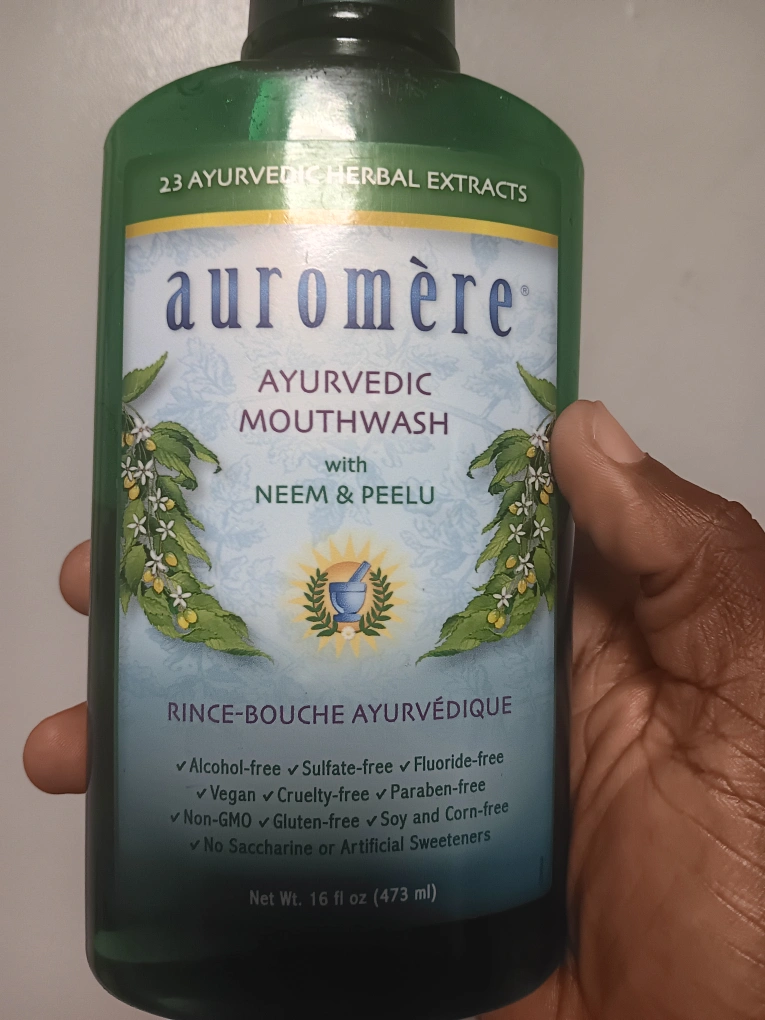 23 AYURVEDIC HERBAL EXTRACTS
auromère®
AYURVEDIC
MOUTHWASH
with
NEEM & PEELU
RINCE-BOUCHE AYURVÉDIQUE
✓Alcohol-free ✓Sulfate-free ✓Fluoride-free
✓Vegan ✓Cruelty-free ✓Paraben-free
✓Non-GMO ✓Gluten-free ✓Soy and Corn-free
✓No Saccharine or Artificial Sweeteners
Net Wt. 16 fl oz (473 ml)